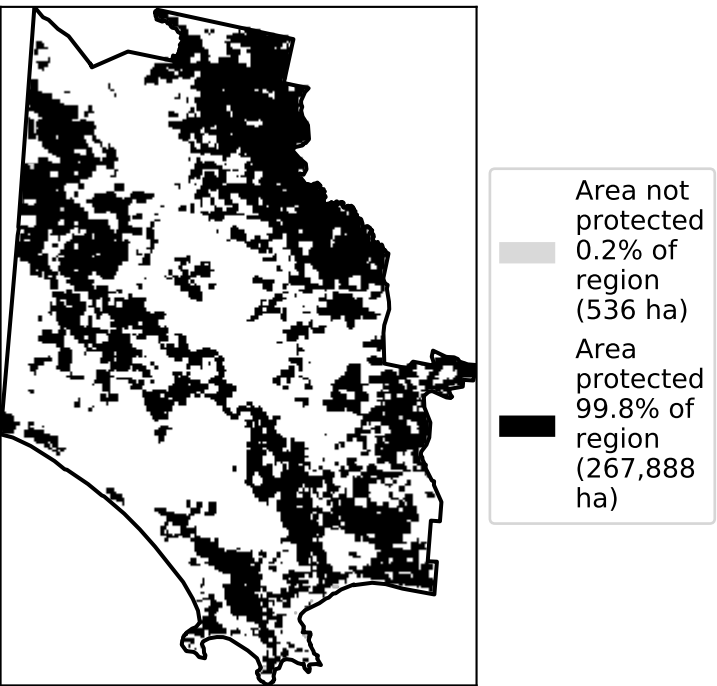 Area not
protected
0.2% of
region
(536 ha)
Area
protected
99.8% of
region
(267,888
ha)